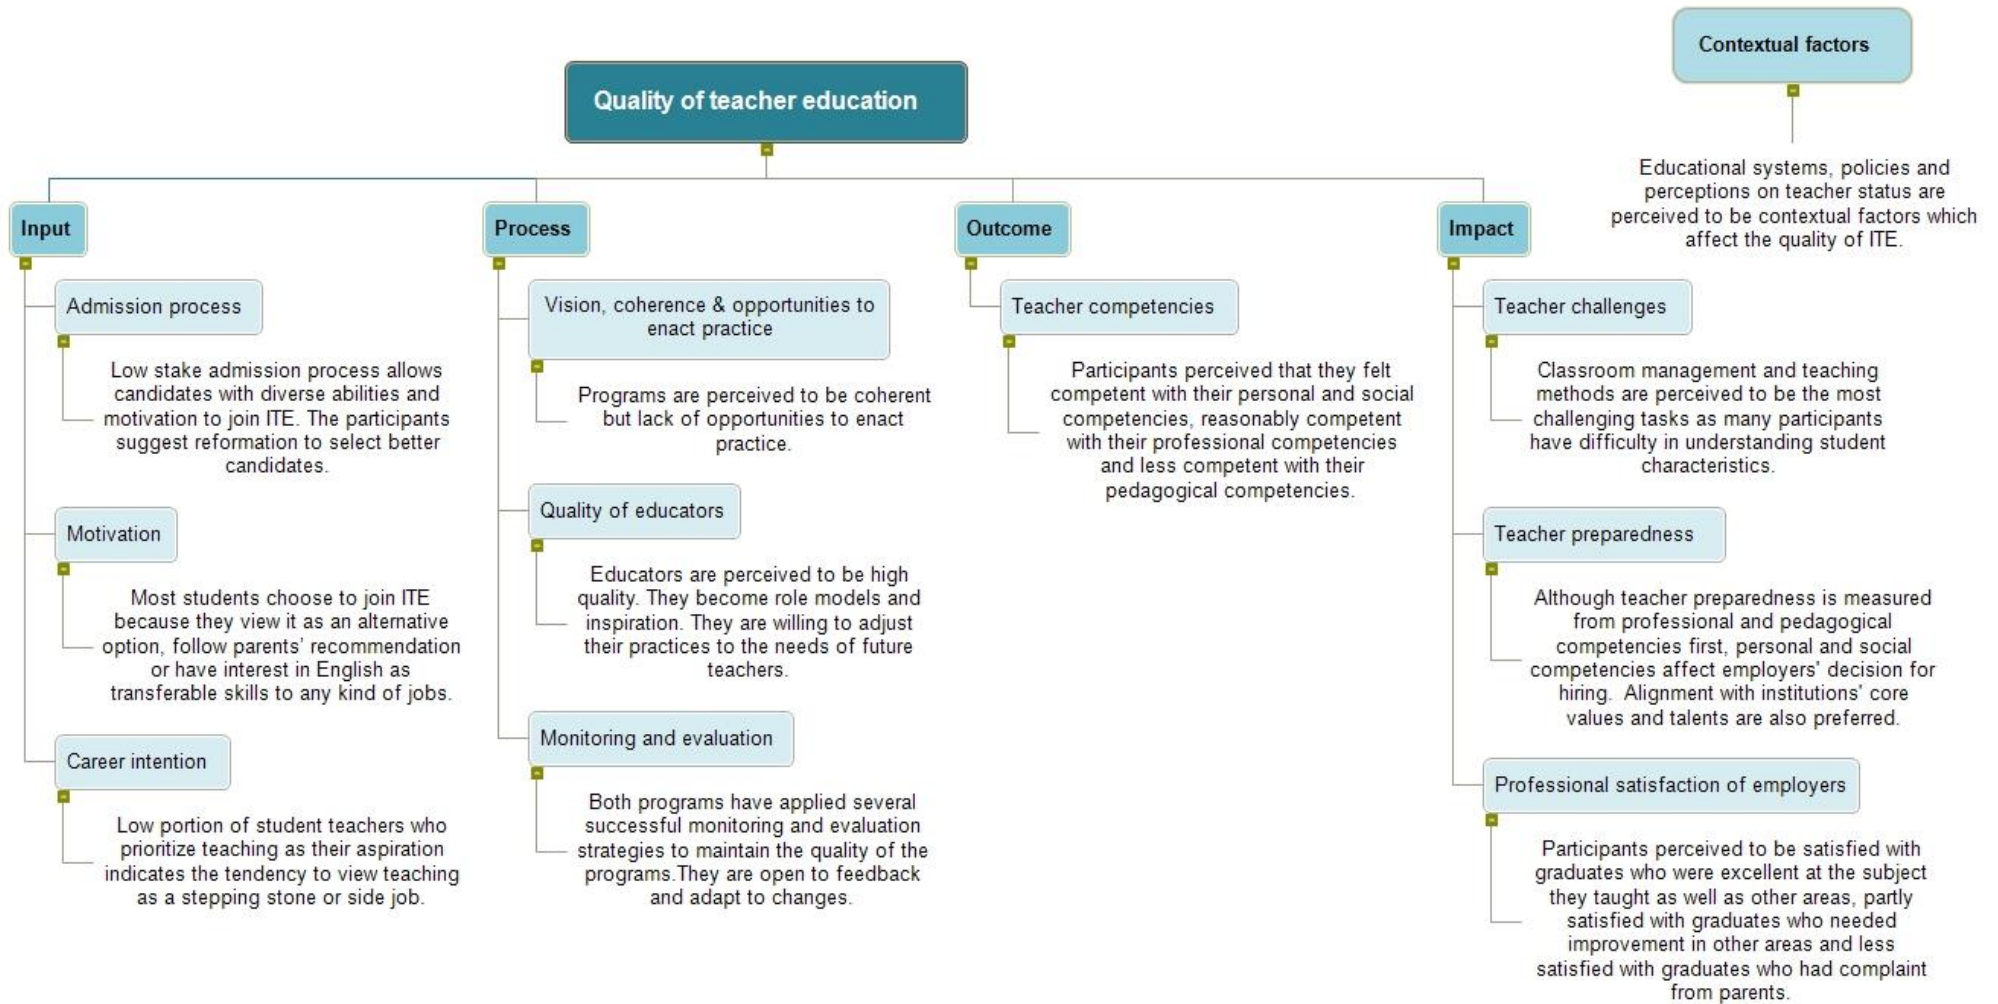 Contextual factors
Quality of teacher education
Educational systems, policies and
perceptions on teacher status are
perceived to be contextual factors which
affect the quality of ITE.
Input
Admission process
Low stake admission process allows
candidates with diverse abilities and
motivation to join ITE. The participants
suggest reformation to select better
candidates.
Motivation
Most students choose to join ITE
because they view it as an alternative
option, follow parents' recommendation
or have interest in English as
transferable skills to any kind of jobs.
Career intention
Low portion of student teachers who
prioritize teaching as their aspiration
indicates the tendency to view teaching
as a stepping stone or side job.
Process
Vision, coherence & opportunities to
enact practice
Programs are perceived to be coherent
but lack of opportunities to enact
practice.
Quality of educators
Educators are perceived to be high
quality. They become role models and
inspiration. They are willing to adjust
their practices to the needs of future
teachers.
Monitoring and evaluation
Both programs have applied several
successful monitoring and evaluation
strategies to maintain the quality of the
programs.They are open to feedback
and adapt to changes.
Outcome
Teacher competencies
Participants perceived that they felt
competent with their personal and social
competencies, reasonably competent
with their professional competencies
and less competent with their
pedagogical competencies.
Impact
Teacher challenges
Classroom management and teaching
methods are perceived to be the most
challenging tasks as many participants
have difficulty in understanding student
characteristics.
Teacher preparedness
Although teacher preparedness is measured
from professional and pedagogical
competencies first, personal and social
competencies affect employers' decision for
hiring.  Alignment with institutions' core
values and talents are also preferred.
Professional satisfaction of employers
Participants perceived to be satisfied with
graduates who were excellent at the subject
they taught as well as other areas, partly
satisfied with graduates who needed
improvement in other areas and less
satisfied with graduates who had complaint
from parents.